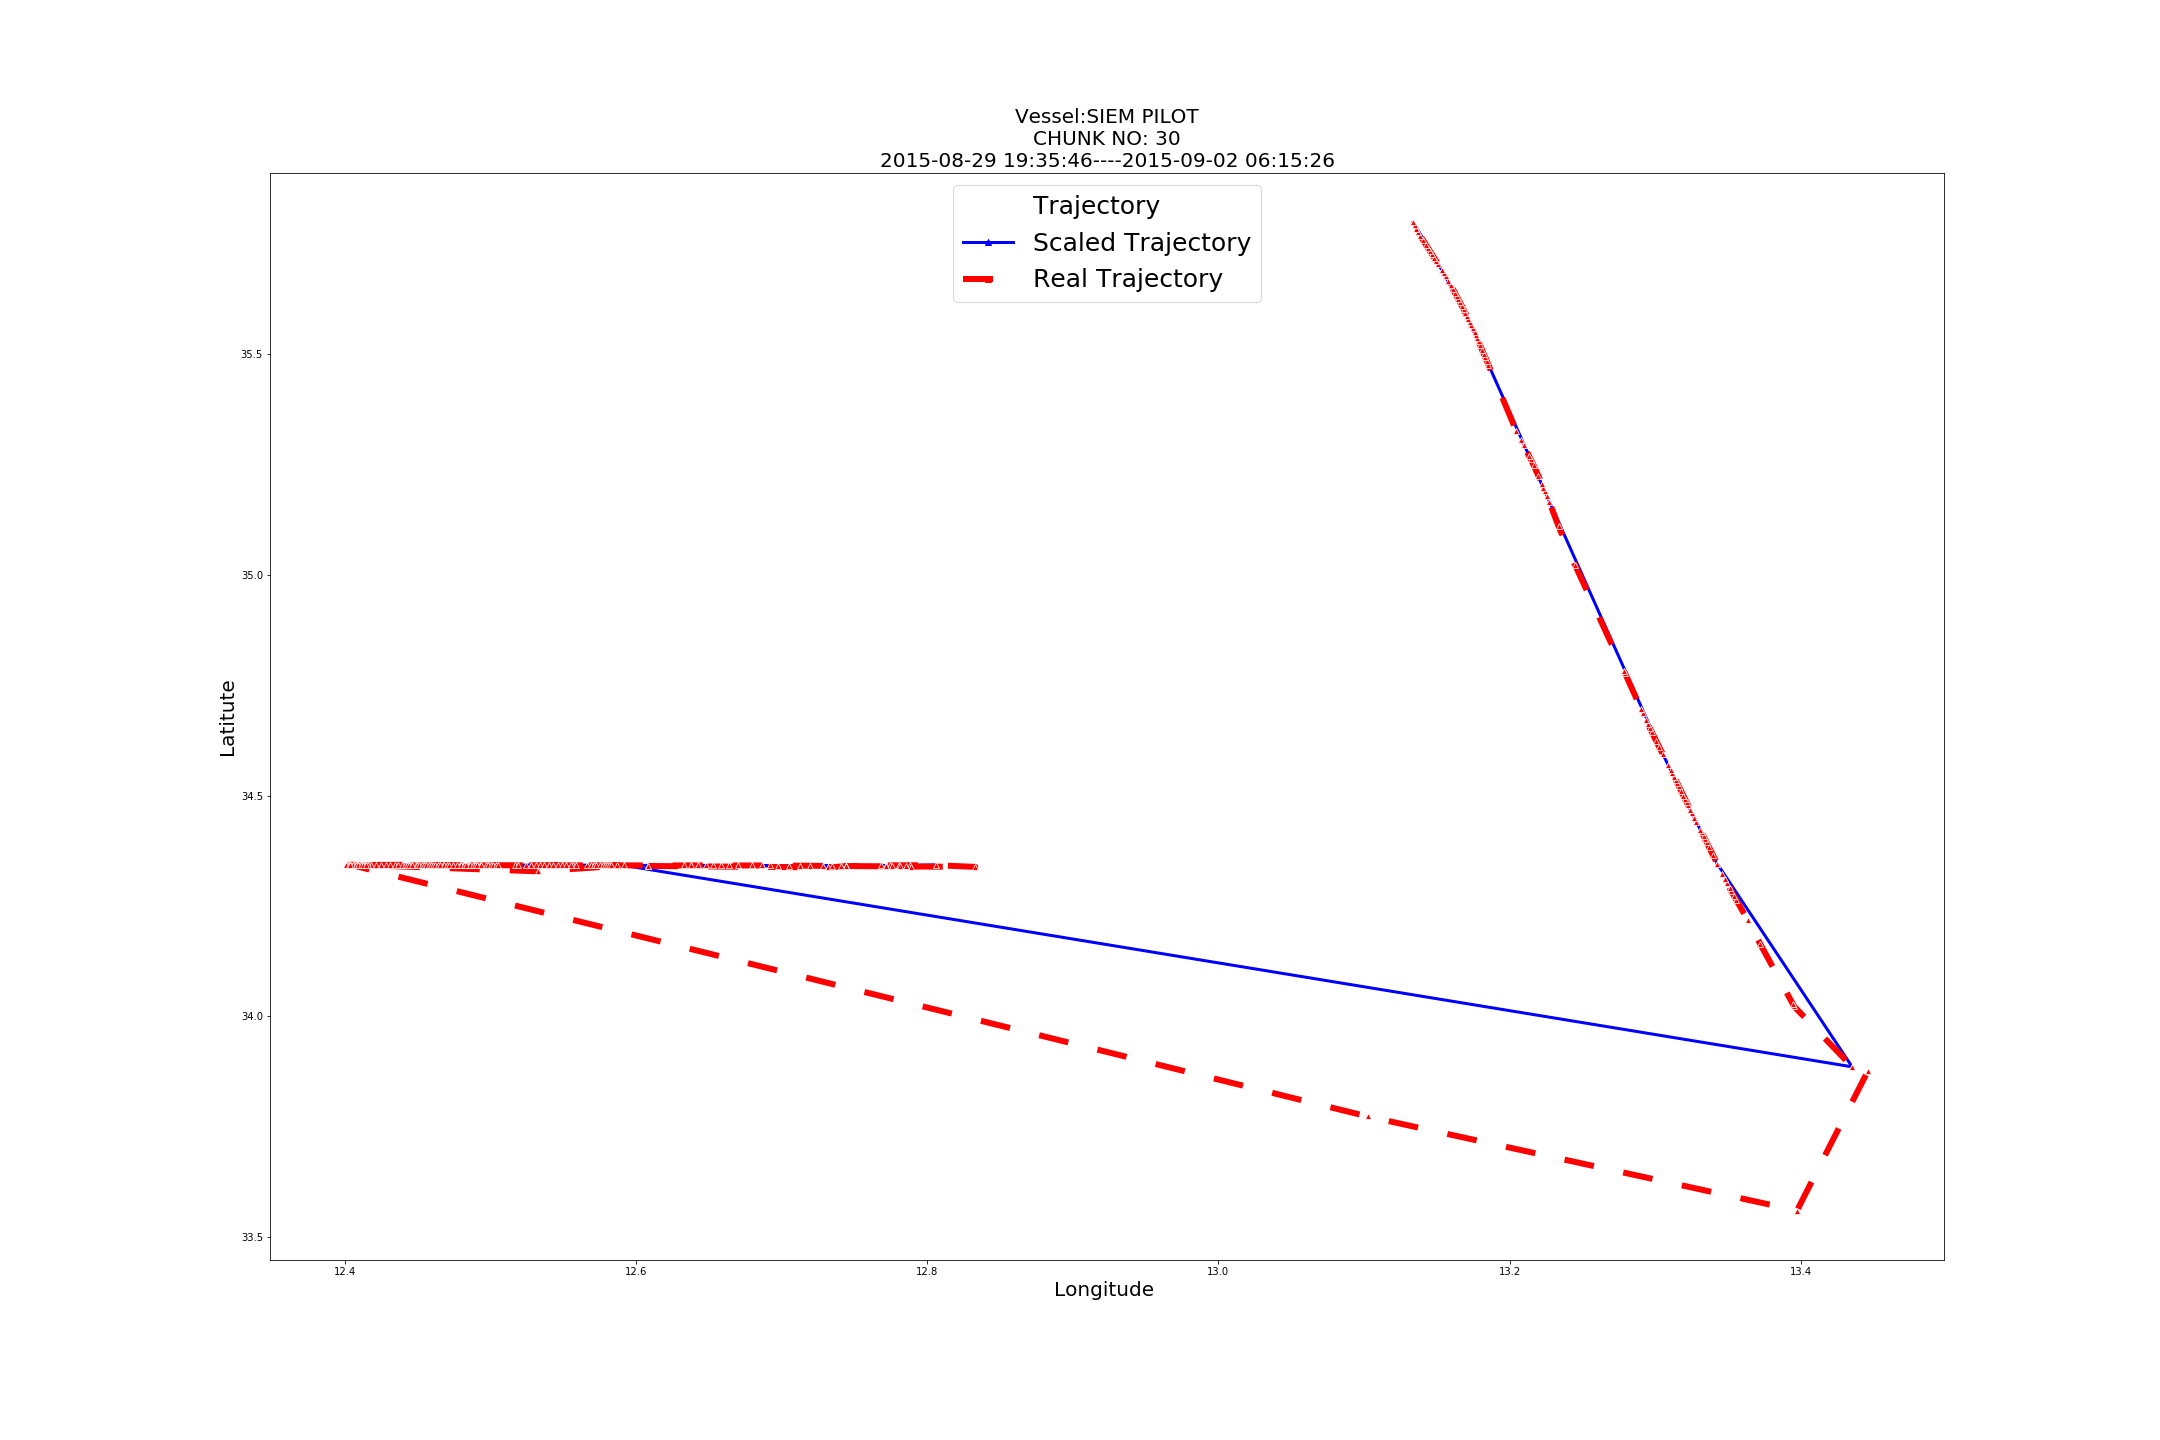 Vessel:SIEM PILOT
CHUNK NO: 30
2015-08-29 19:35:46----2015-09-02 06:15:26
Trajectory
Scaled Trajectory
Real Trajectory
Latitute
35.5
35.0
34.5
34.0
33.5
12.4 12.6 12.8 13.0 13.2 13.4
Longitude